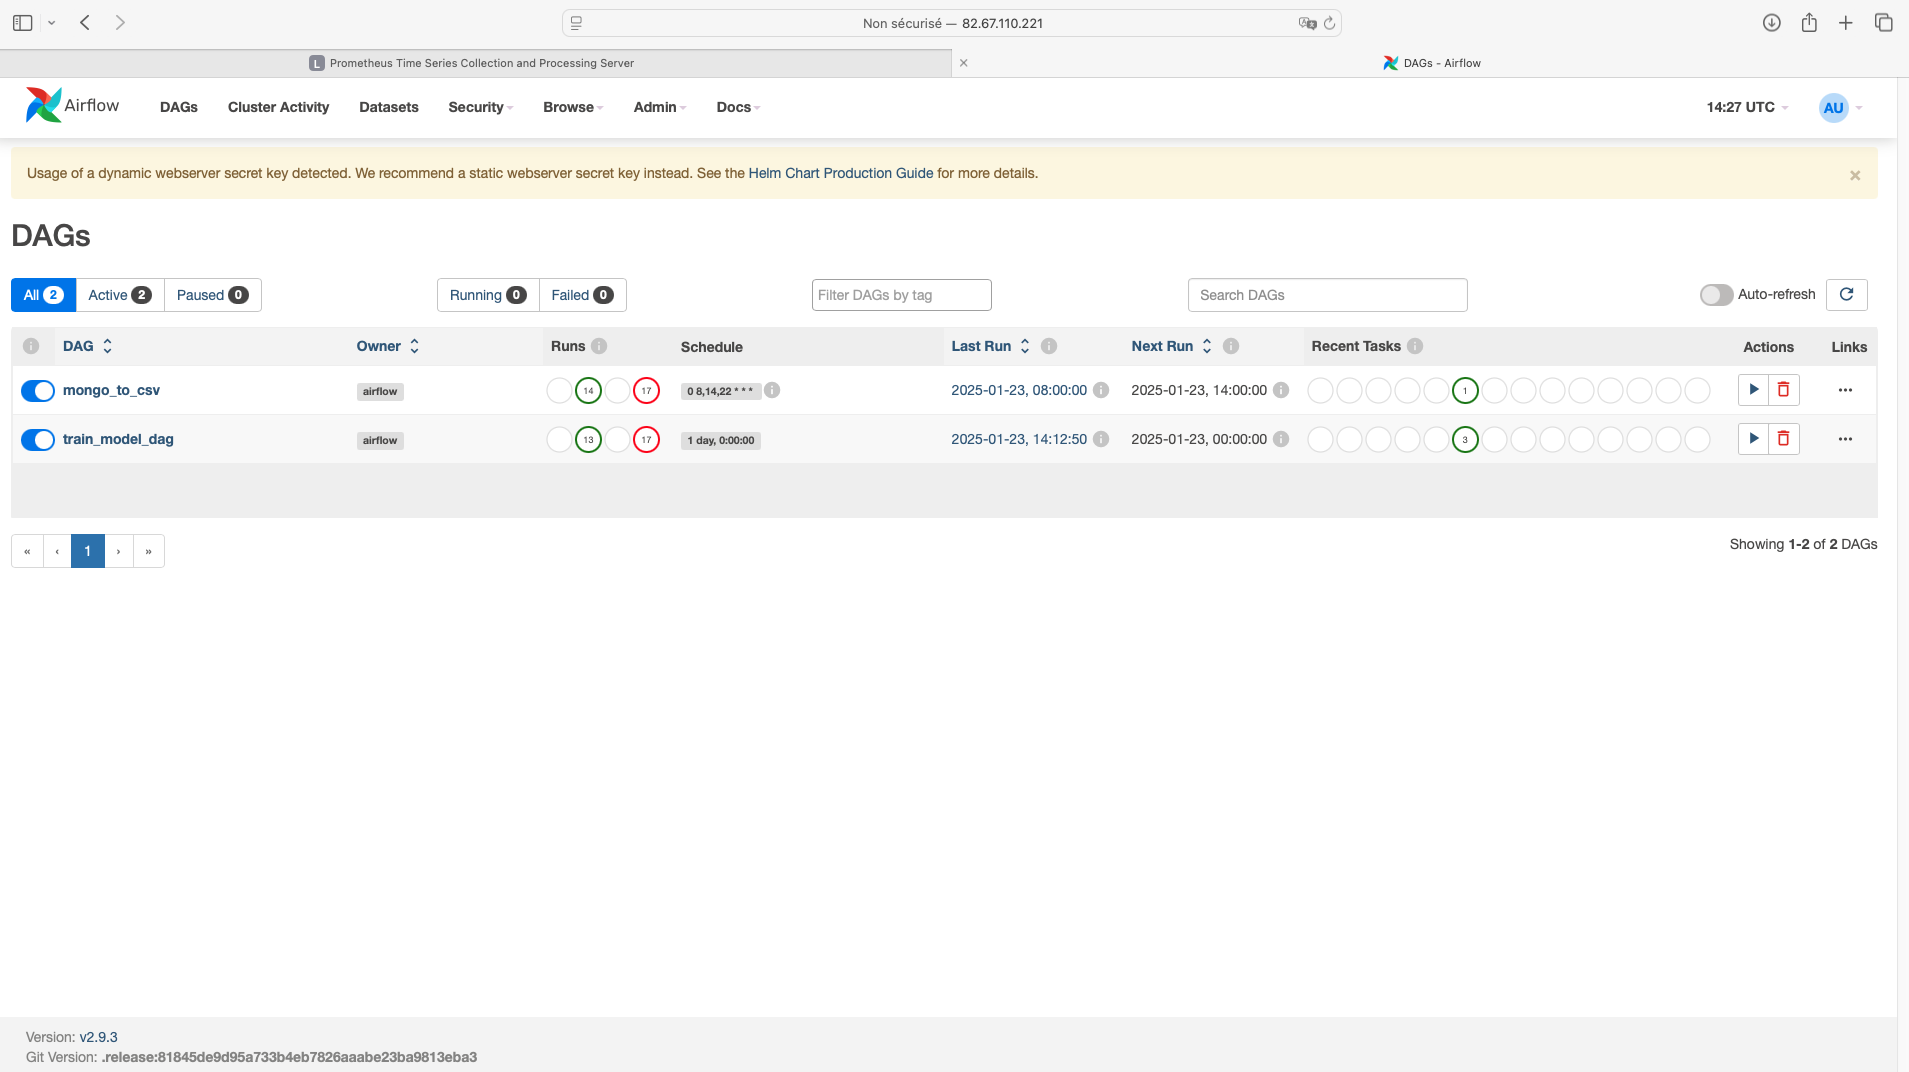 Non sécurisé — 82.67.110.221
L Prometheus Time Series Collection and Processing Server
DAGs - Airflow
Airflow DAGs Cluster Activity Datasets Security Browse Admin Docs 14:27 UTC AU
Usage of a dynamic webserver secret key detected. We recommend a static webserver secret key instead. See the Helm Chart Production Guide for more details. ×
DAGs
All 2 Active 2 Paused 0 Running 0 Failed 0 Filter DAGs by tag Search DAGs Auto-refresh
DAG Owner Runs Schedule Last Run Next Run Recent Tasks Actions Links
mongo_to_csv airflow 14 17 0 8,14,22 * * * 2025-01-23, 08:00:00 2025-01-23, 14:00:00 1
train_model_dag airflow 13 17 1 day, 0:00:00 2025-01-23, 14:12:50 2025-01-23, 00:00:00 3
« ‹ 1 › »
Showing 1-2 of 2 DAGs
Version: v2.9.3
Git Version: .release:81845de9d95a733b4eb7826aaabe23ba9813eba3